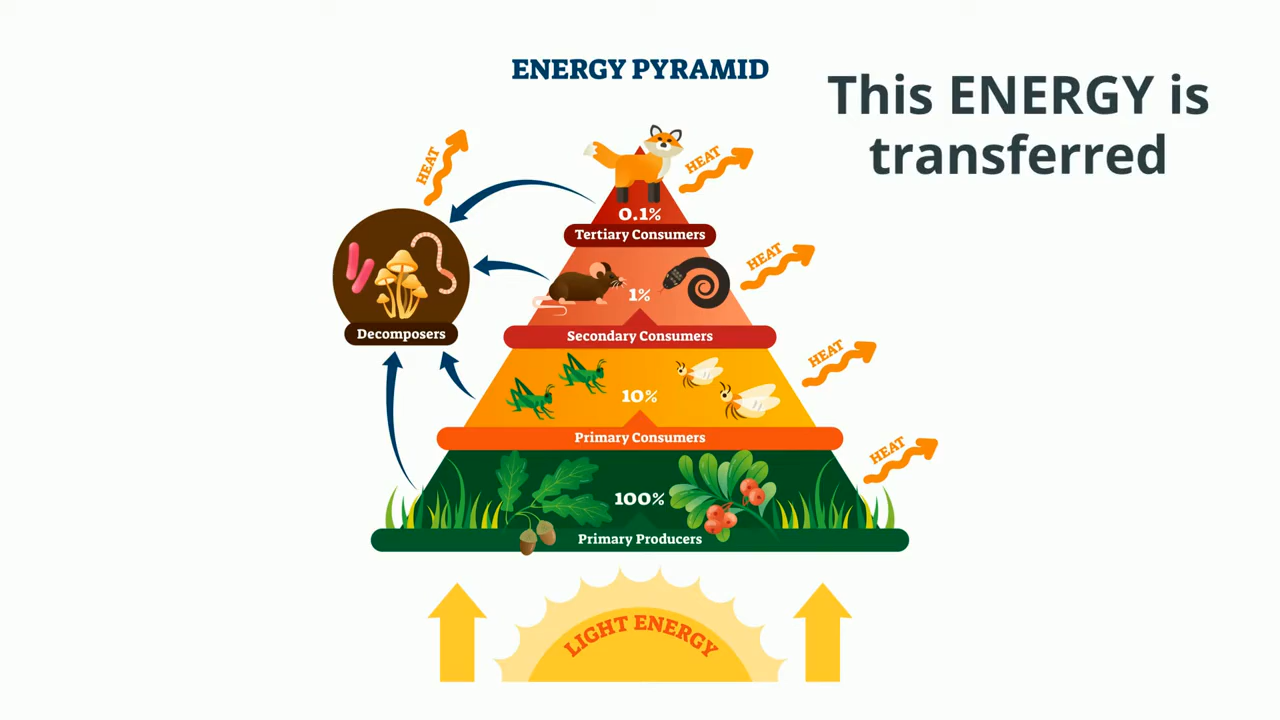 ENERGY PYRAMID
This ENERGY is
transferred
HEAT
HEAT
0.1%
Tertiary Consumers
HEAT
1%
Decomposers
Secondary Consumers
HEAT
10%
Primary Consumers
HEAT
100%
Primary Producers
LIGHT ENERGY